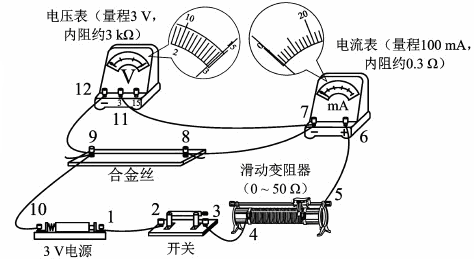 电压表（量程3 V，
内阻约3 kΩ）
10
2
15
3
20
电流表（量程100 mA，
内阻约0.3 Ω）
V
mA
12
− 3 15
11
7
− +
6
9
8
合金丝
滑动变阻器
（0～50 Ω）
5
10
1
2
3
4
3 V电源
开关